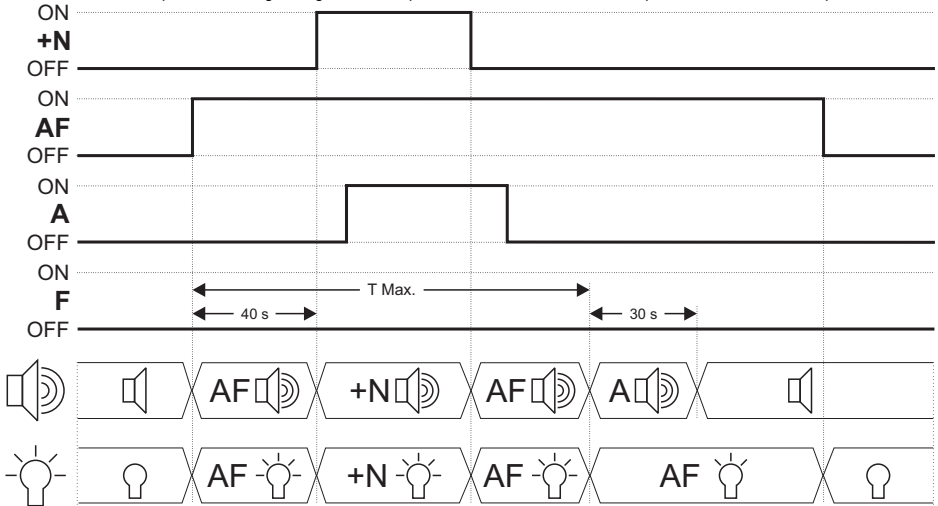 ON
+N
OFF
ON
AF
OFF
ON
A
OFF
ON
F
OFF
T Max.
40 s
30 s
AF +N AF A
AF +N AF AF